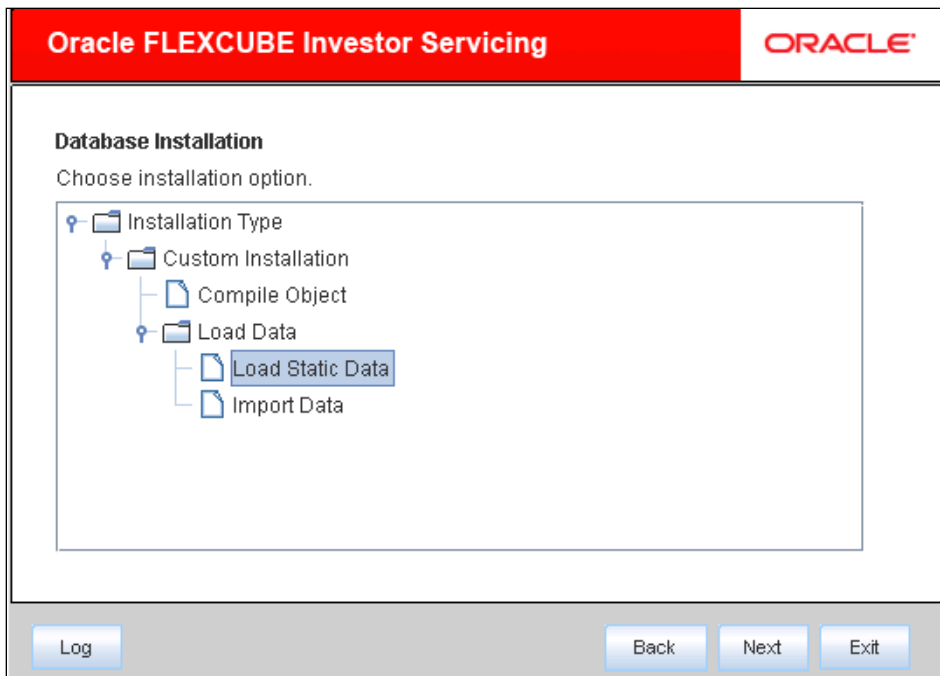 Oracle FLEXCUBE Investor Servicing
ORACLE
Database Installation
Choose installation option.
Installation Type
Custom Installation
Compile Object
Load Data
Load Static Data
Import Data
Log
Back
Next
Exit